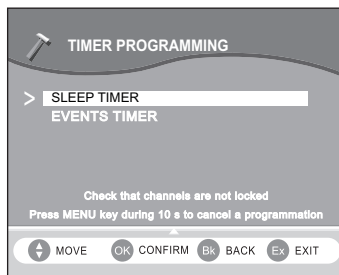 TIMER PROGRAMMING
> SLEEP TIMER
EVENTS TIMER
Check that channels are not locked
Press MENU key during 10 s to cancel a programmation
MOVE OK CONFIRM Bk BACK Ex EXIT